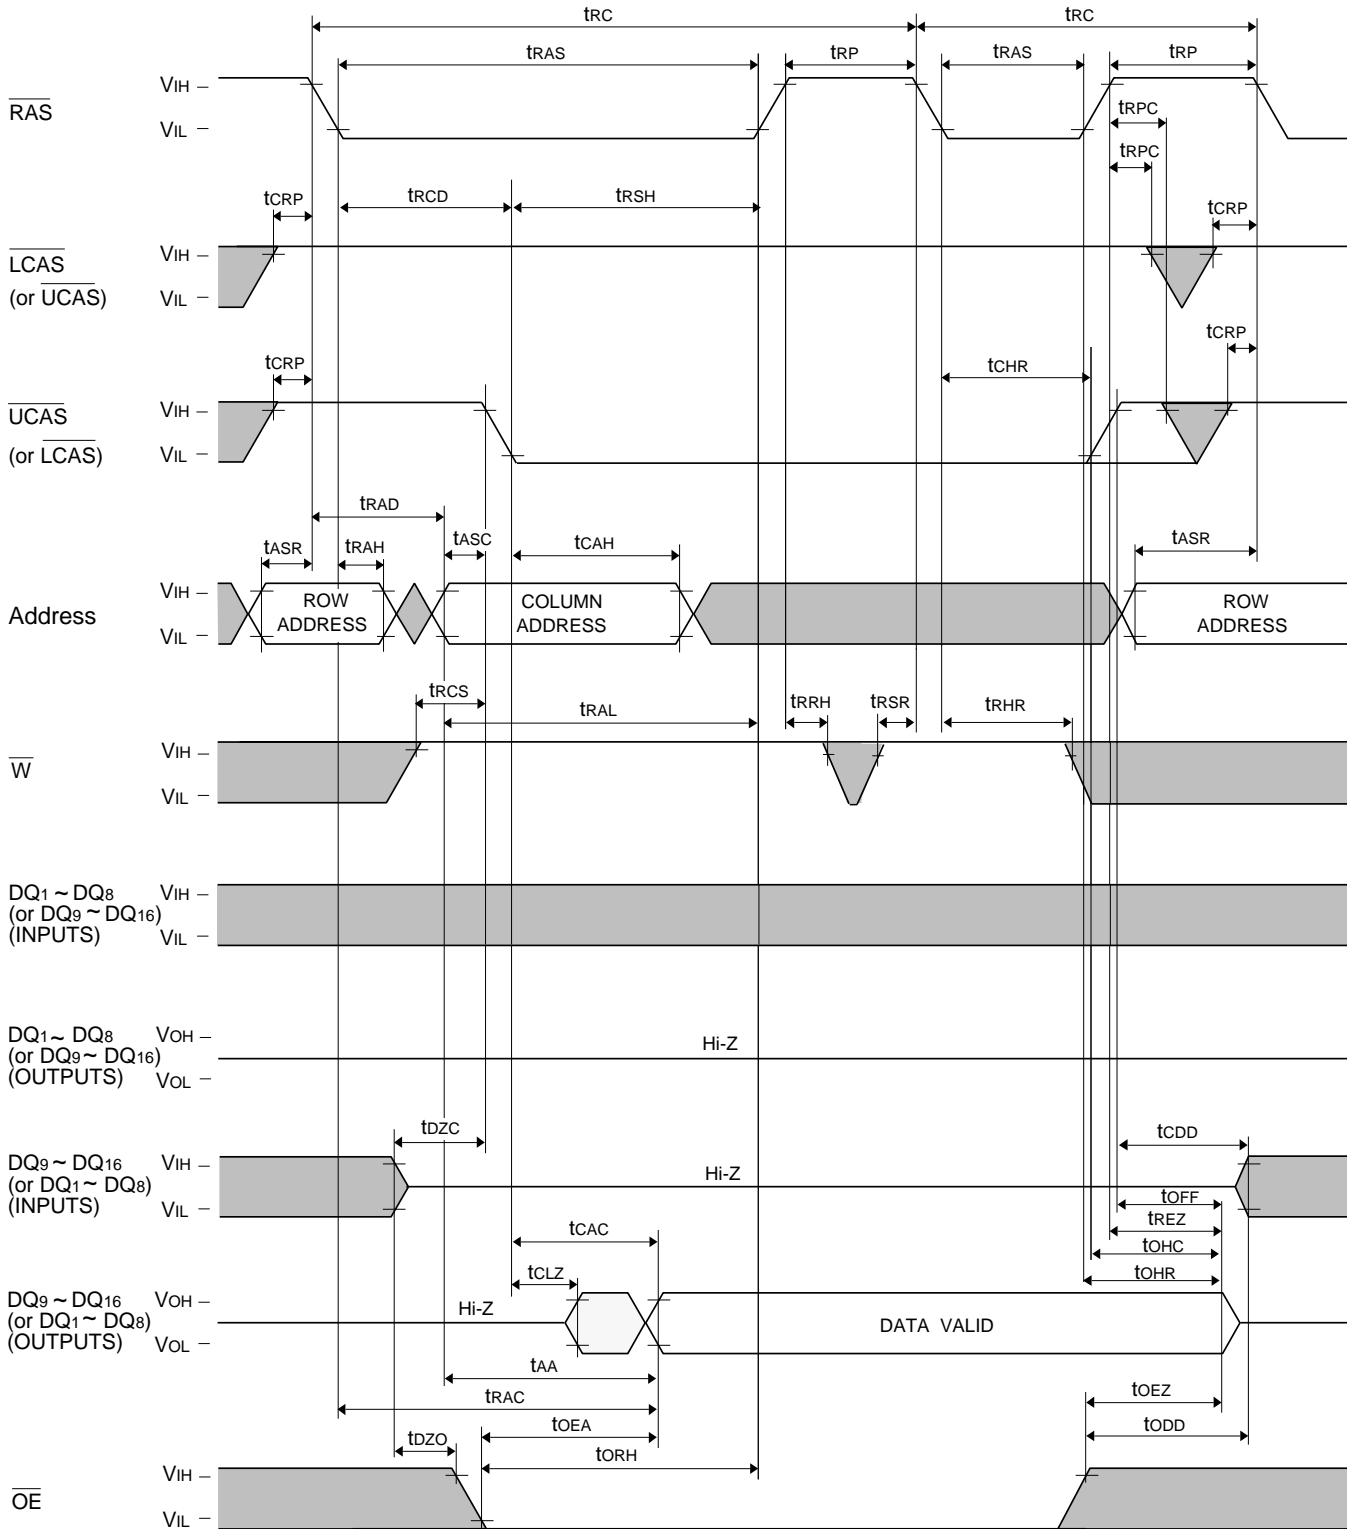 tRC tRC
tRAS tRP tRAS tRP
RAS VIH VIL
tRPC
tRPC
tCRP tRCD tRSH tCRP
LCAS VIH
(or UCAS) VIL
tCRP tCHR tCRP
UCAS VIH
(or LCAS) VIL
tRAD
tASR tRAH tASC tCAH tASR
Address VIH VIL
ROW ADDRESS
COLUMN ADDRESS
ROW ADDRESS
tRCS tRAL tRRH tRSR tRHR
W VIH VIL
DQ1 ~ DQ8 VIH
(or DQ9 ~ DQ16)
(INPUTS) VIL
DQ1 ~ DQ8 VOH
(or DQ9 ~ DQ16) Hi-Z
(OUTPUTS) VOL
tDZC tCDD
DQ9 ~ DQ16 VIH
(or DQ1 ~ DQ8) Hi-Z
(INPUTS) VIL
tOFF
tREZ
tCAC tOHC
tCLZ tOHR
DQ9 ~ DQ16 VOH
(or DQ1 ~ DQ8) Hi-Z DATA VALID
(OUTPUTS) VOL
tAA
tRAC tOEZ
tOEA tODD
tDZO tORH
OE VIH VIL